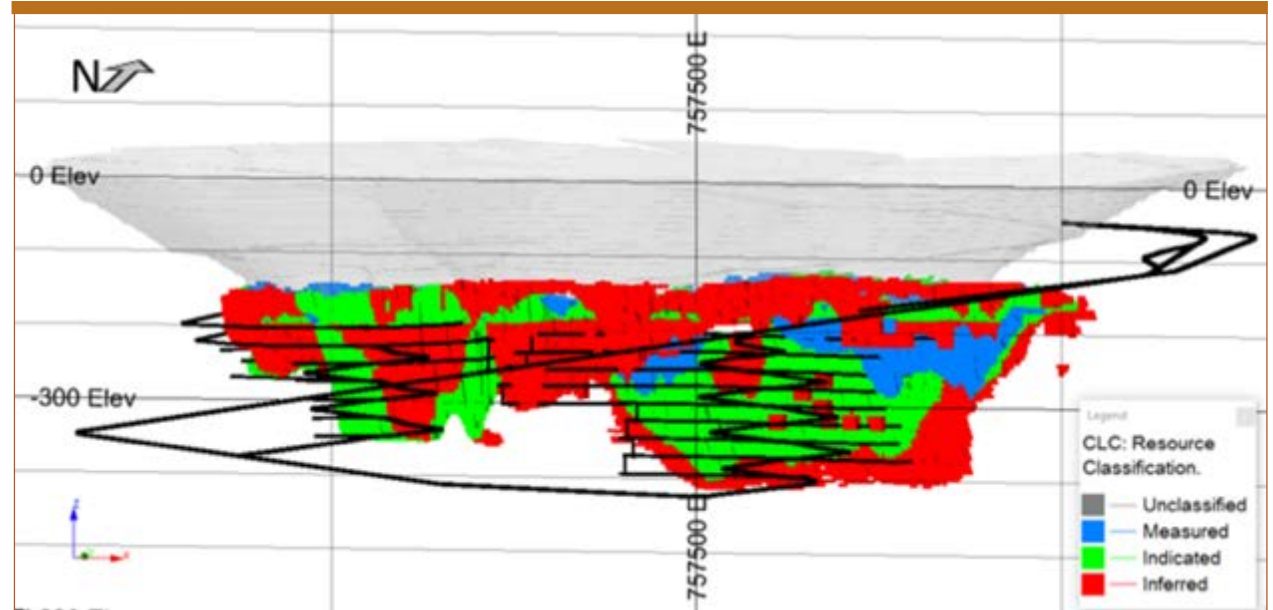 N
757500 E
0 Elev
0 Elev
-300 Elev
757500 E
Legend
CLC: Resource
Classification.
Unclassified
Measured
Indicated
Inferred